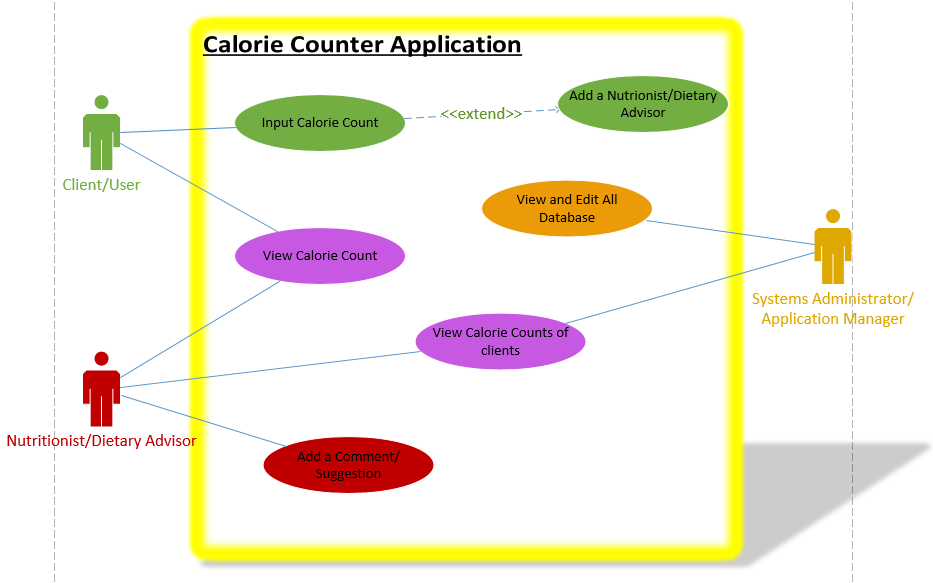 Calorie Counter Application
Input Calorie Count
<<extend>>
Add a Nutrionist/Dietary
Advisor
Client/User
View and Edit All
Database
View Calorie Count
Systems Administrator/
Application Manager
View Calorie Counts of
clients
Nutritionist/Dietary Advisor
Add a Comment/
Suggestion